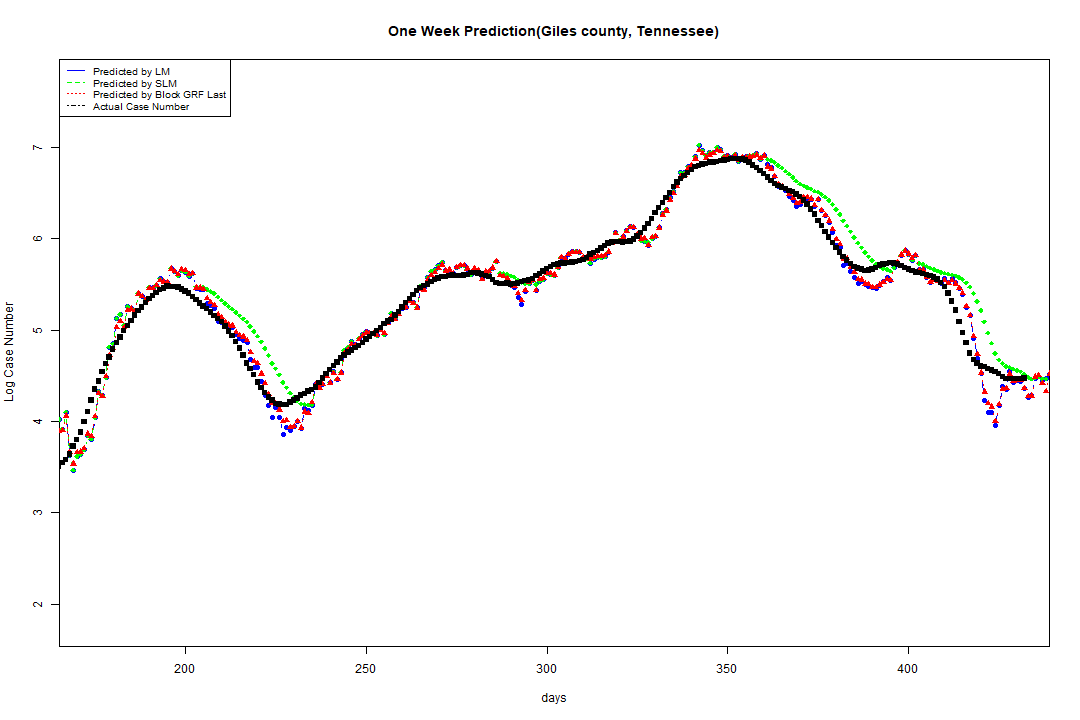 One Week Prediction(Giles county, Tennessee)
Predicted by LM
Predicted by SLM
Predicted by Block GRF Last
Actual Case Number
7
6
5
4
3
2
Log Case Number
200 250 300 350 400
days